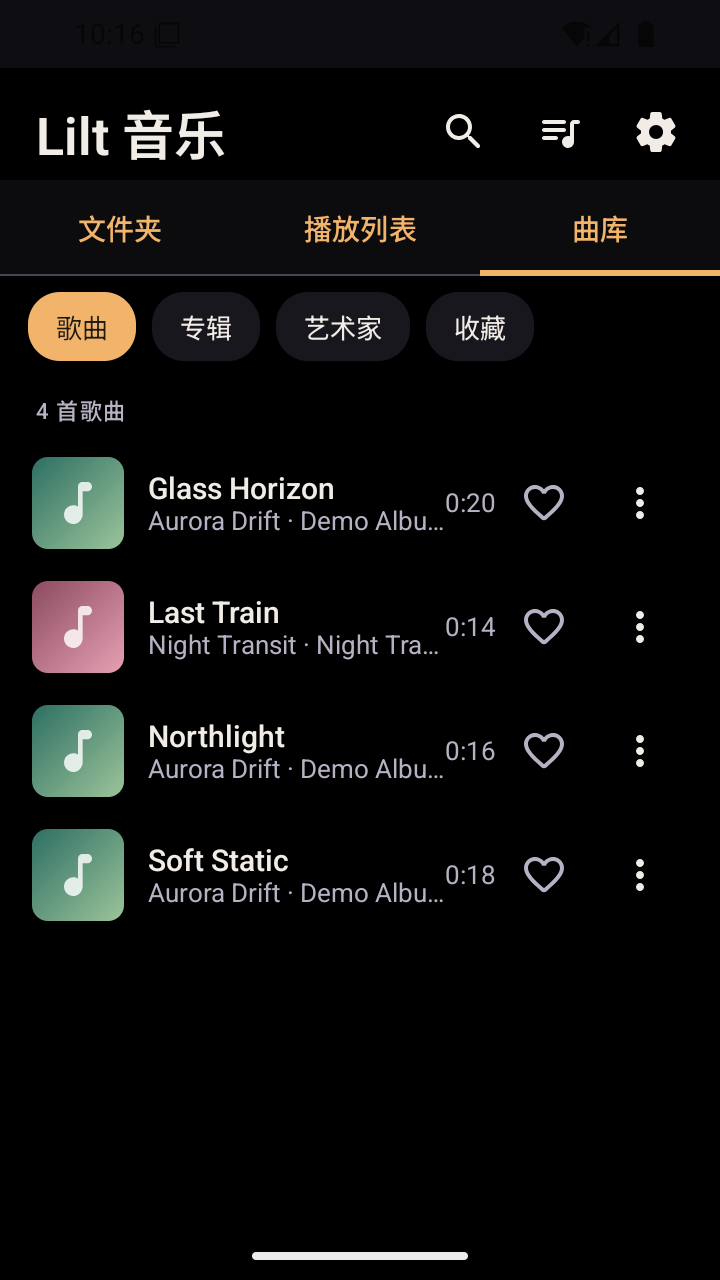 10:16
Lilt 音乐
文件夹 播放列表 曲库
歌曲 专辑 艺术家 收藏
4 首歌曲
Glass Horizon
Aurora Drift · Demo Albu… 0:20
Last Train
Night Transit · Night Tra… 0:14
Northlight
Aurora Drift · Demo Albu… 0:16
Soft Static
Aurora Drift · Demo Albu… 0:18